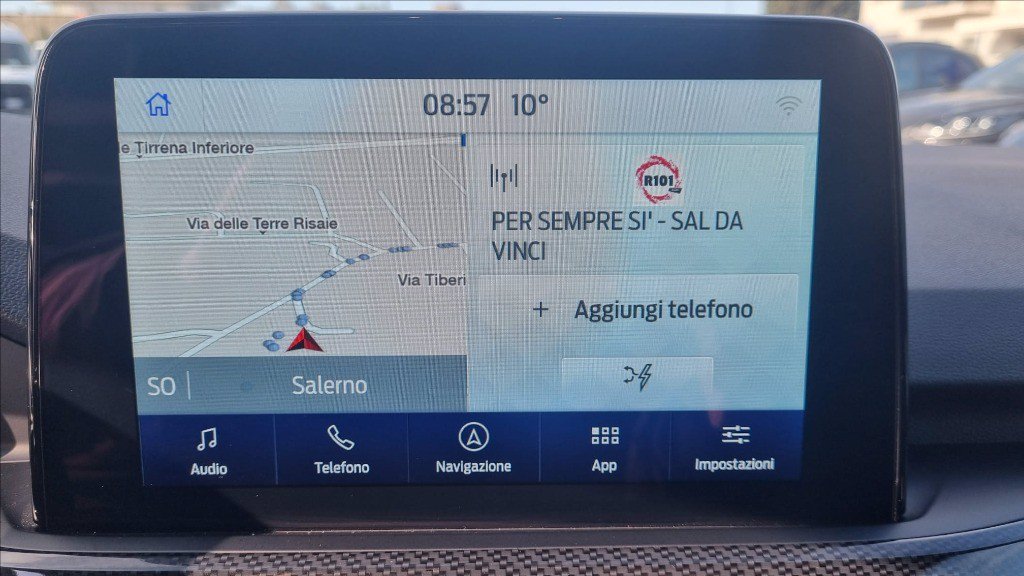 08:57 10°
e Tirrena Inferiore
Via delle Terre Risaie
Via Tiberi
SO
Salerno
R101
PER SEMPRE SI' - SAL DA
VINCI
+ Aggiungi telefono
Audio
Telefono
Navigazione
App
Impostazioni